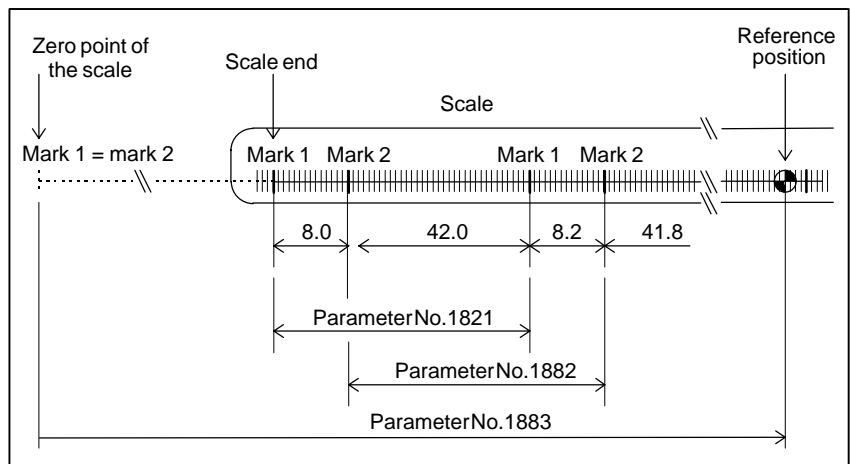 Zero point of
the scale
Scale end
Reference
position
Scale
Mark 1 = mark 2
Mark 1
Mark 2
Mark 1
Mark 2
8.0
42.0
8.2
41.8
ParameterNo.1821
ParameterNo.1882
ParameterNo.1883